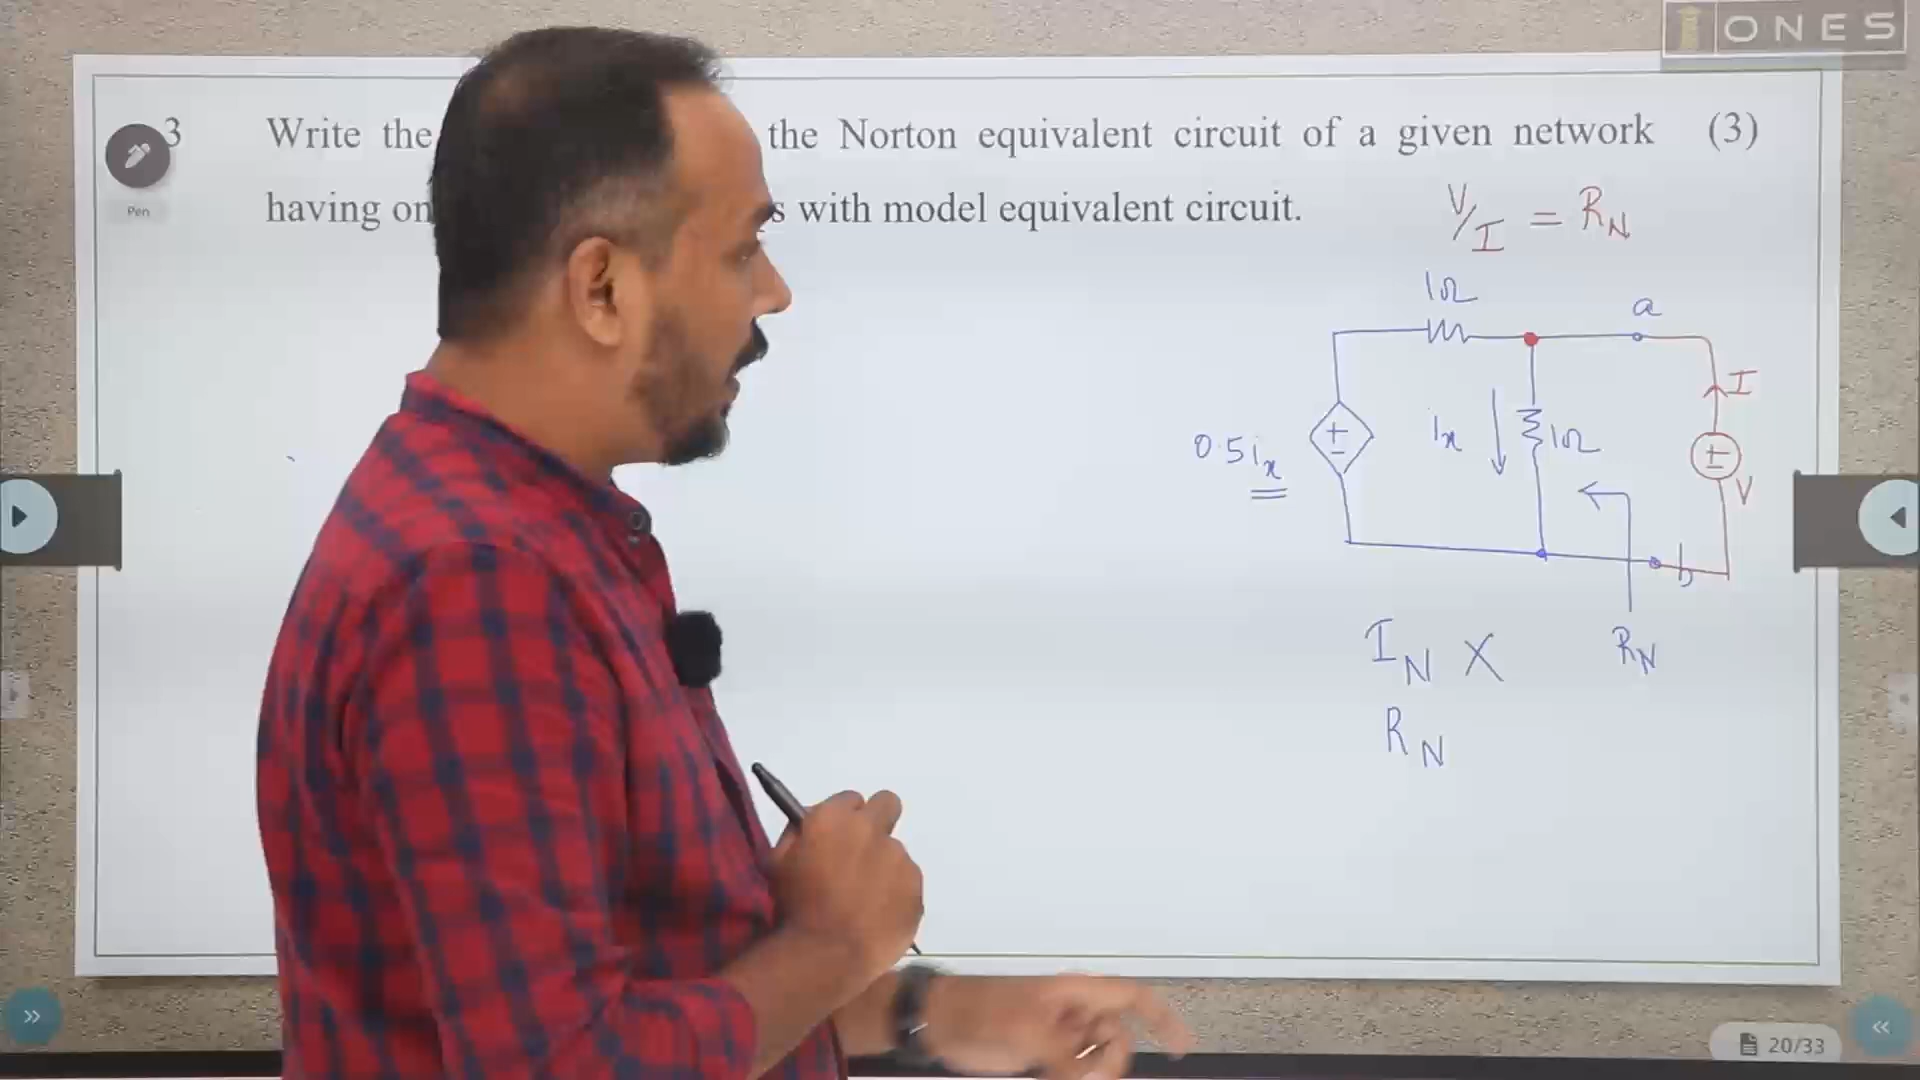 ONES
3 Write the the Norton equivalent circuit of a given network (3)
having on s with model equivalent circuit.
Pen
V/I = RN
1Ω
a
I
0.5ix
ix
1Ω
V
b
IN X
RN
RN
20/33